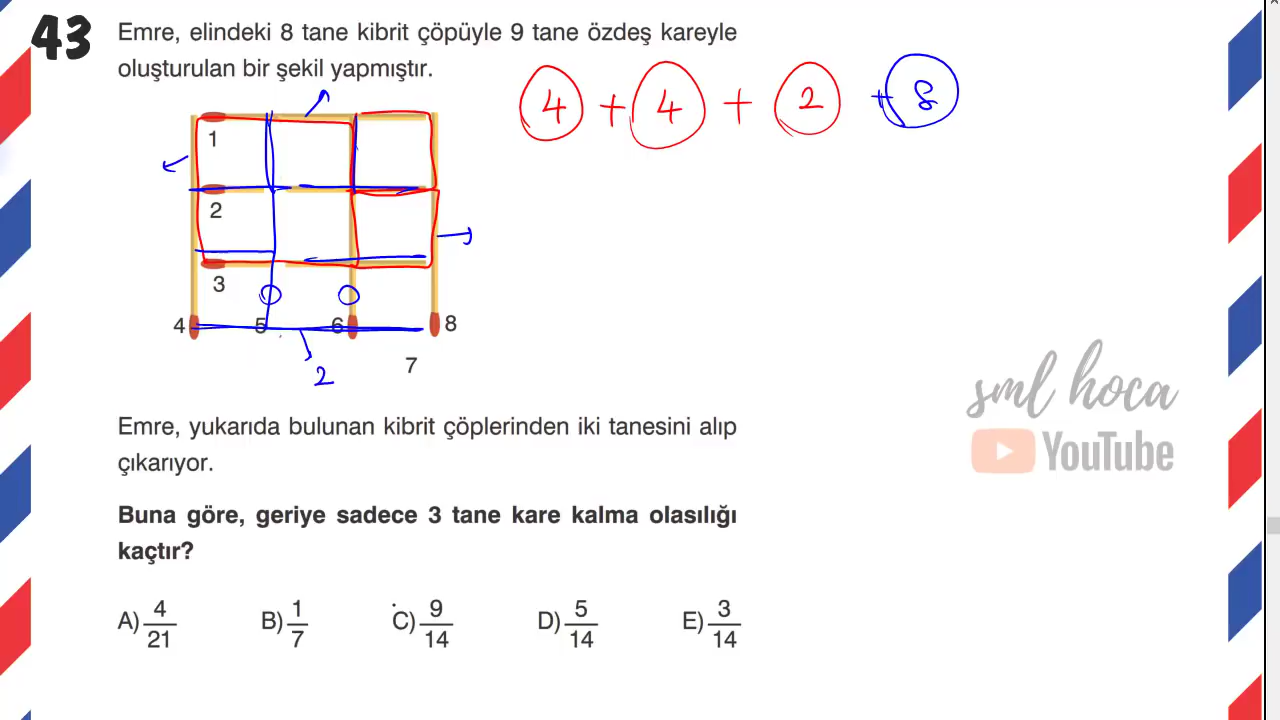 43
Emre, elindeki 8 tane kibrit çöpüyle 9 tane özdeş kareyle
oluşturulan bir şekil yapmıştır.
4 + 4 + 2 + 8
1
2
3
4 5 6 8
7
2
Emre, yukarıda bulunan kibrit çöplerinden iki tanesini alıp
çıkarıyor.
Buna göre, geriye sadece 3 tane kare kalma olasılığı
kaçtır?
A) 4/21 B) 1/7 C) 9/14 D) 5/14 E) 3/14
sml hoca
YouTube